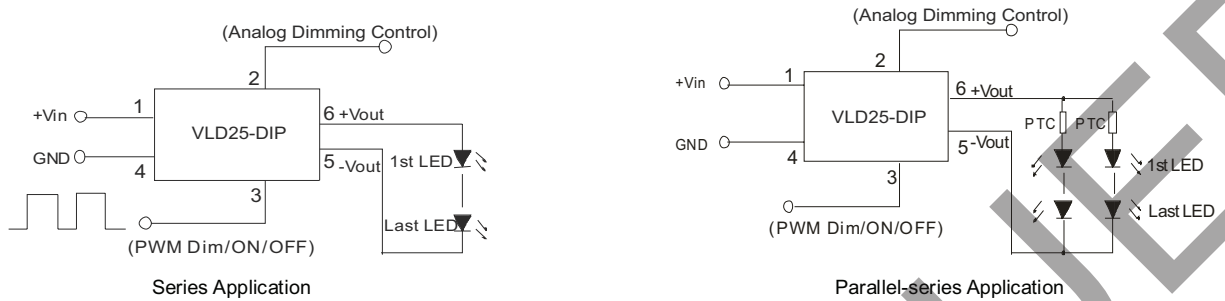 (Analog Dimming Control)
2
1
+Vin
VLD25-DIP
6 +Vout
GND
4
5 -Vout
1st LED
3
Last LED
(PWM Dim/ON/OFF)
Series Application
(Analog Dimming Control)
2
1
+Vin
VLD25-DIP
6 +Vout
PTC PTC
GND
4
5 -Vout
1st LED
3
Last LED
(PWM Dim/ON/OFF)
Parallel-series Application